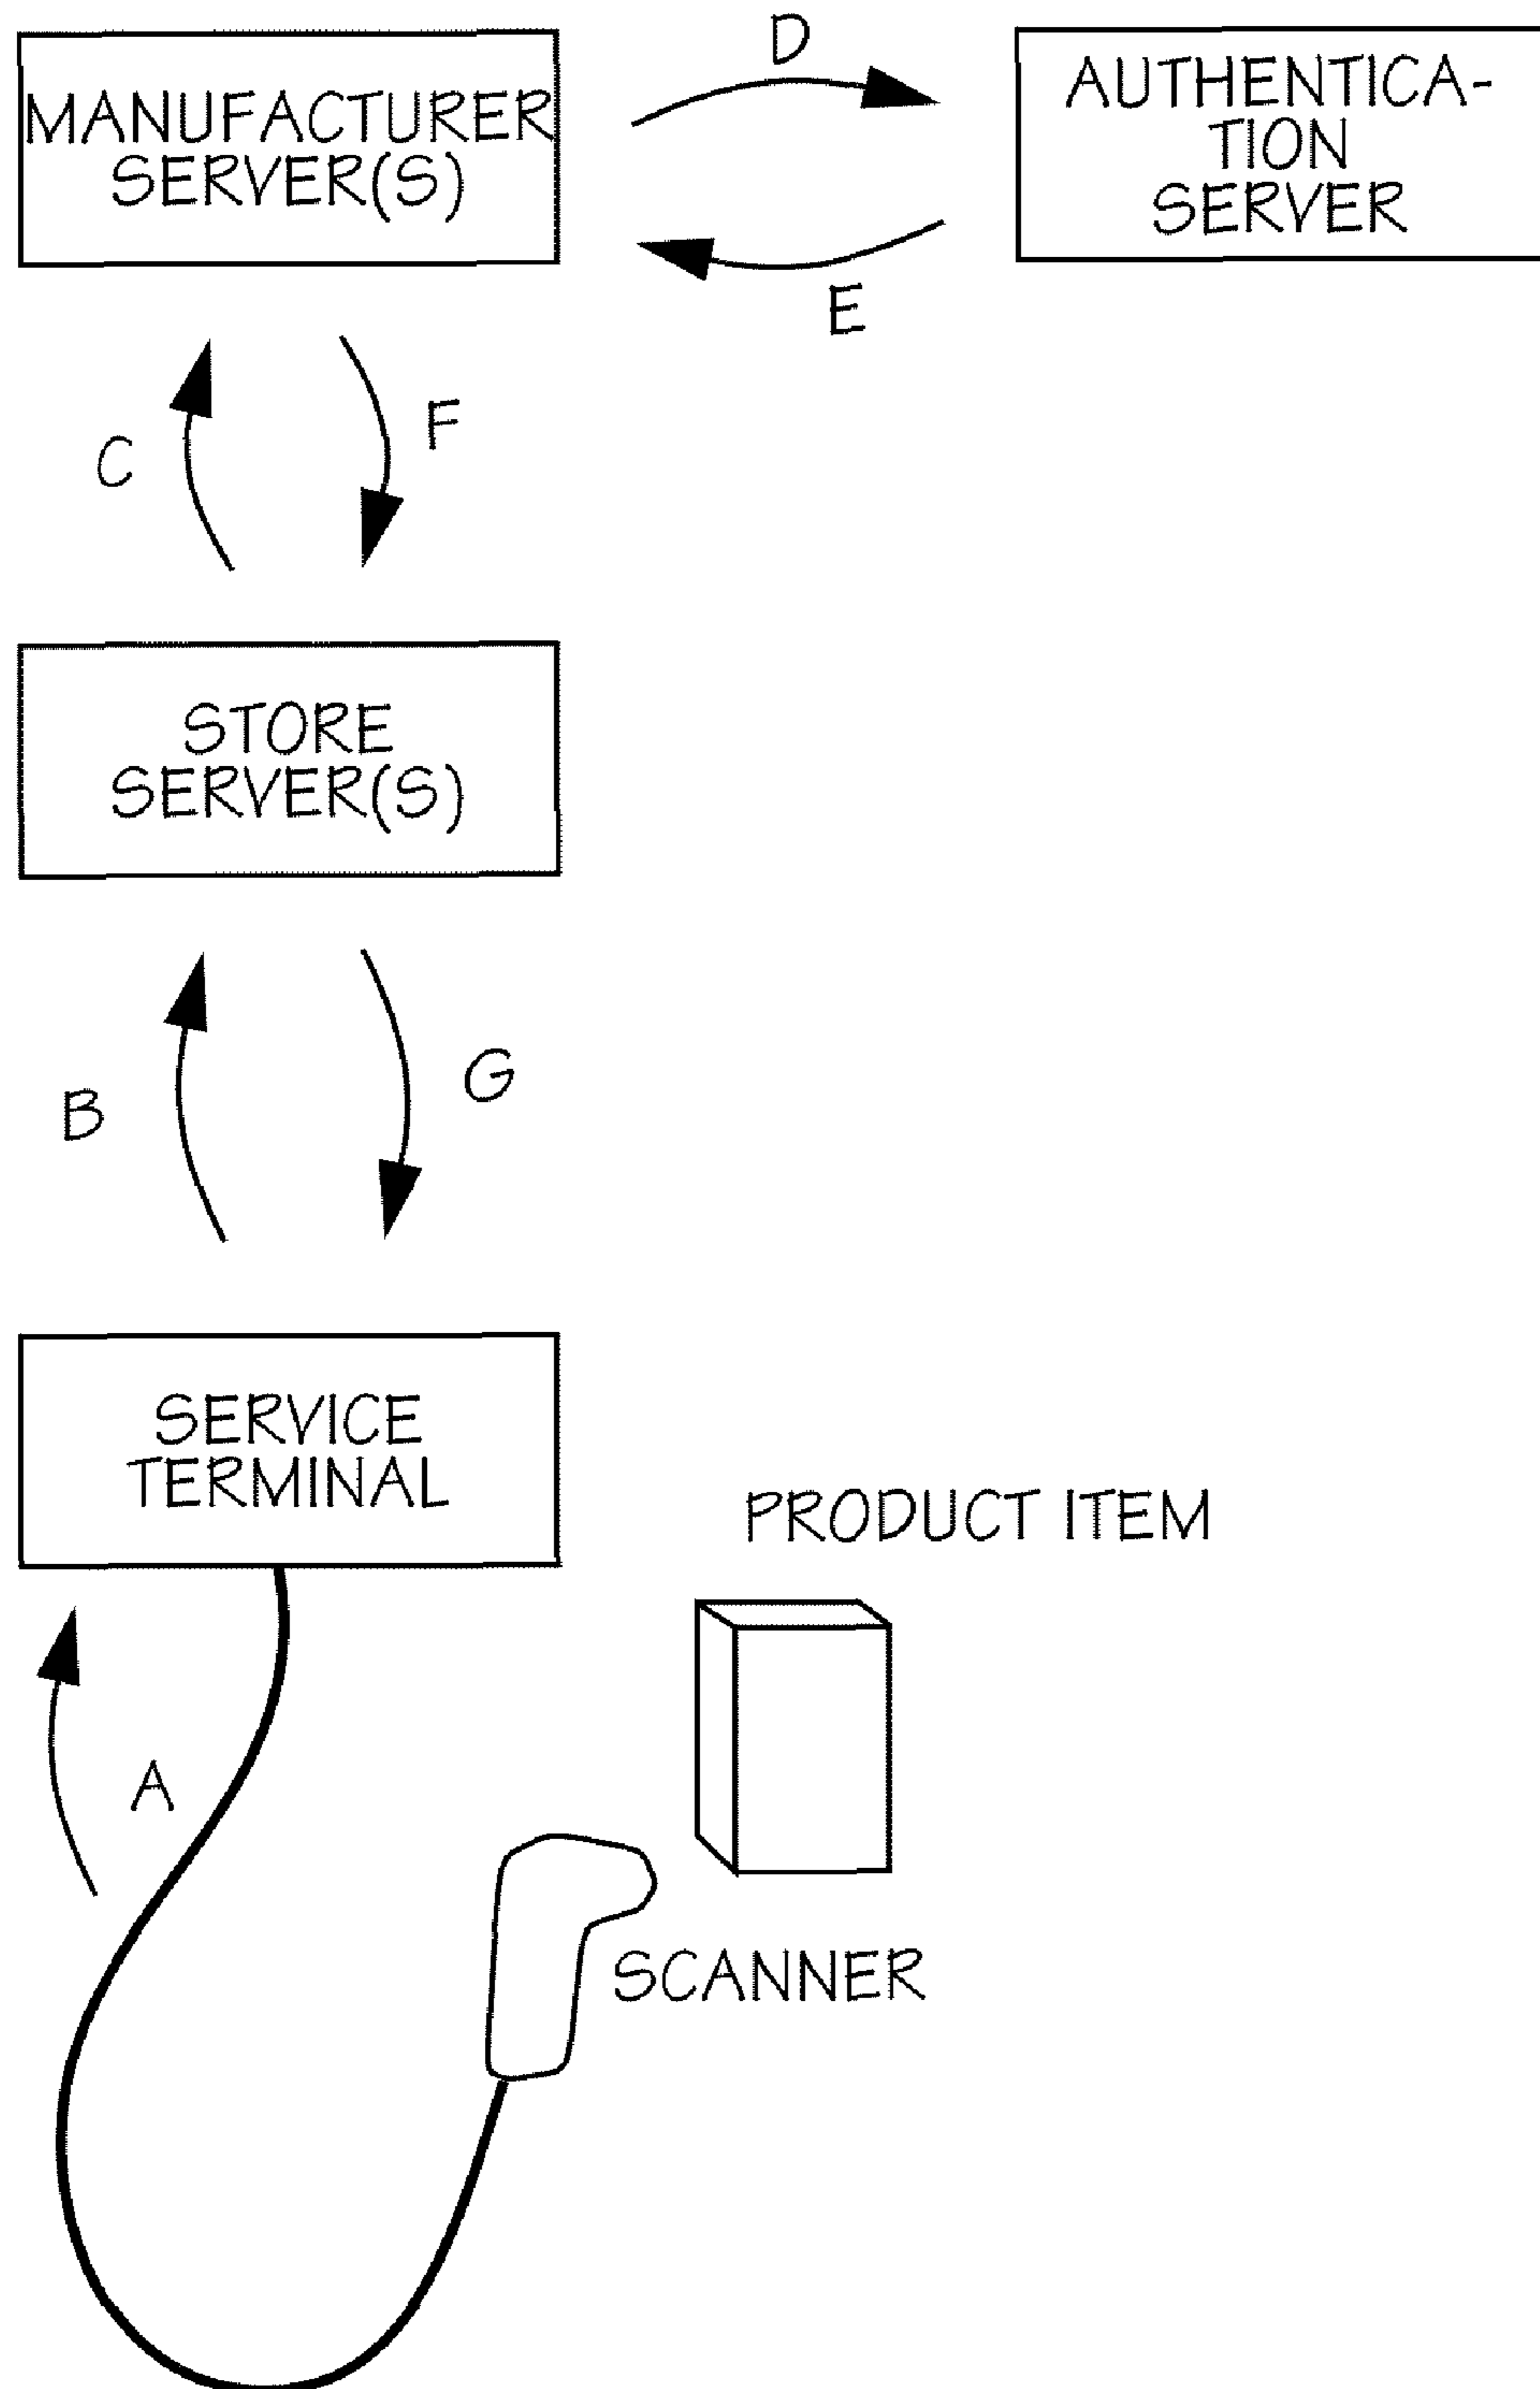 D
MANUFACTURER
SERVER(S)
AUTHENTICA-
TION
SERVER
E
C
F
STORE
SERVER(S)
B
G
SERVICE
TERMINAL
PRODUCT ITEM
A
SCANNER